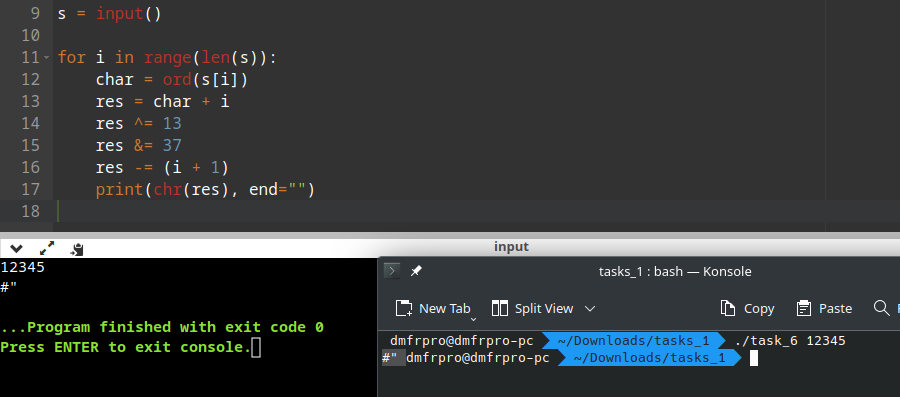 9 s = input()
10
11 for i in range(len(s)):
12 char = ord(s[i])
13 res = char + i
14 res ^= 13
15 res &= 37
16 res -= (i + 1)
17 print(chr(res), end="")
18
input
12345
#"
...Program finished with exit code 0
Press ENTER to exit console.
tasks_1 : bash — Konsole
New Tab Split View Copy Paste
dmfrpro@dmfrpro-pc ~/Downloads/tasks_1 ./task_6 12345
#" dmfrpro@dmfrpro-pc ~/Downloads/tasks_1